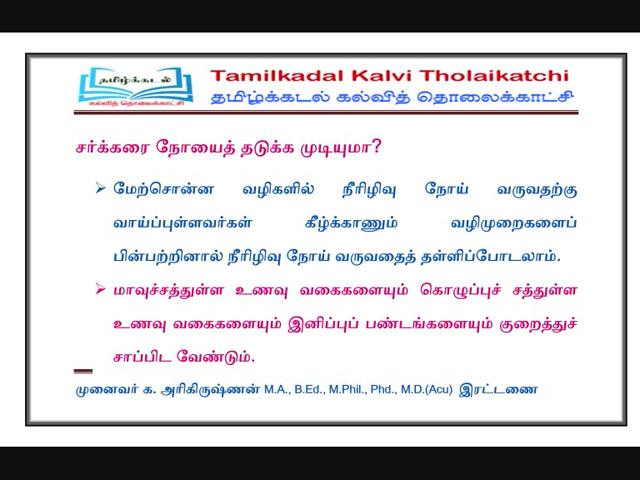 தமிழ்க்கடல்
கல்வித் தொலைக்காட்சி
Tamilkadal Kalvi Tholaikatchi
தமிழ்க்கடல் கல்வித் தொலைக்காட்சி
சர்க்கரை நோயைத் தடுக்க முடியுமா?
மேற்சொன்ன வழிகளில் நீரிழிவு நோய் வருவதற்கு
வாய்ப்புள்ளவர்கள் கீழ்க்காணும் வழிமுறைகளைப்
பின்பற்றினால் நீரிழிவு நோய் வருவதைத் தள்ளிப்போடலாம்.
மாவுச்சத்துள்ள உணவு வகைகளையும் கொழுப்புச் சத்துள்ள
உணவு வகைகளையும் இனிப்புப் பண்டங்களையும் குறைத்துச்
சாப்பிட வேண்டும்.
முனைவர் க. அரிகிருஷ்ணன் M.A., B.Ed., M.Phil., Phd., M.D.(Acu) இரட்டணை